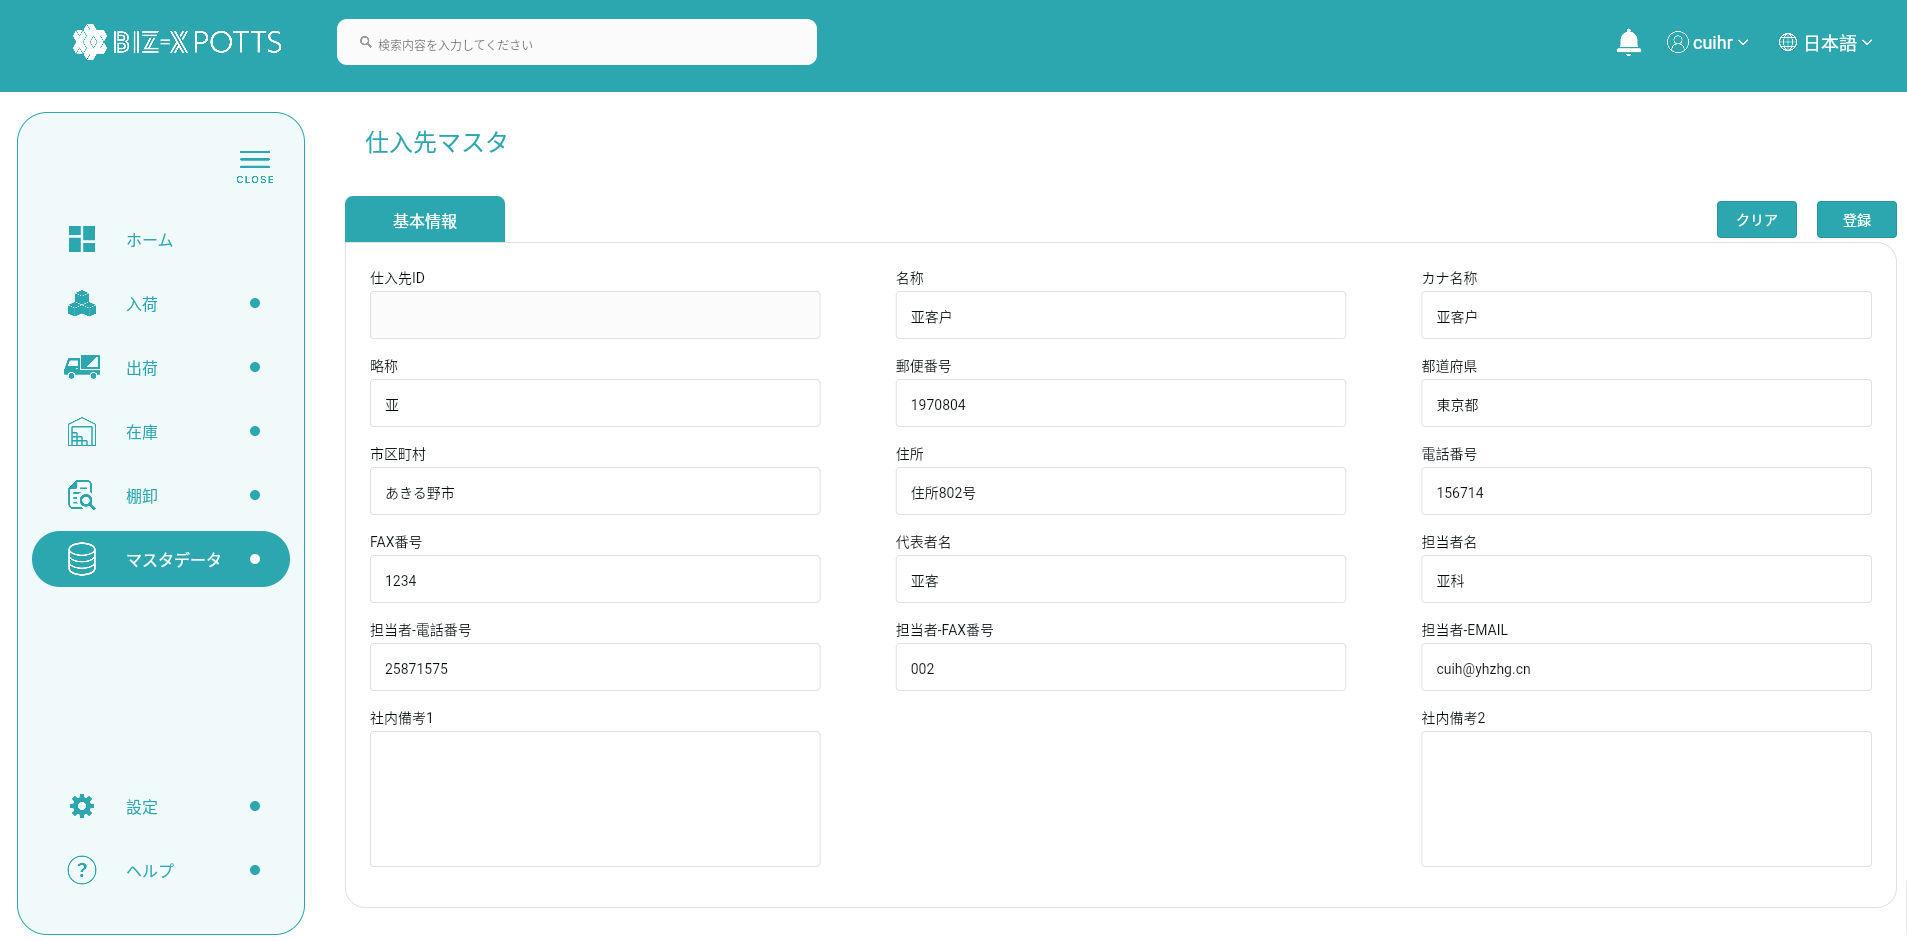 BIZ=X POTTS
検索内容を入力してください
cuihr
日本語
CLOSE
ホーム
入荷
出荷
在庫
棚卸
マスタデータ
設定
ヘルプ
仕入先マスタ
基本情報
クリア
登録
仕入先ID
名称
カナ名称
亚客户
亚客户
略称
郵便番号
都道府県
亚
1970804
東京都
市区町村
住所
電話番号
あきる野市
住所802号
156714
FAX番号
代表者名
担当者名
1234
亚客
亚科
担当者-電話番号
担当者-FAX番号
担当者-EMAIL
25871575
002
cuih@yhzhg.cn
社内備考1
社内備考2